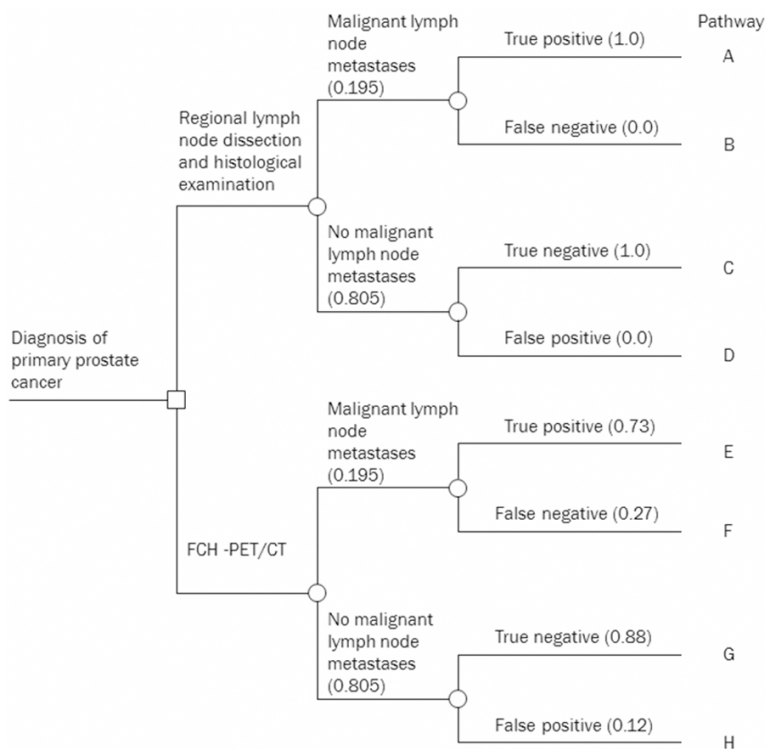 Pathway
Malignant lymph
node
metastases
(0.195)
True positive (1.0)
A
False negative (0.0)
B
Regional lymph
node dissection
and histological
examination
No malignant
lymph node
metastases
(0.805)
True negative (1.0)
C
False positive (0.0)
D
Diagnosis of
primary prostate
cancer
Malignant lymph
node
metastases
(0.195)
True positive (0.73)
E
False negative (0.27)
F
FCH -PET/CT
No malignant
lymph node
metastases
(0.805)
True negative (0.88)
G
False positive (0.12)
H